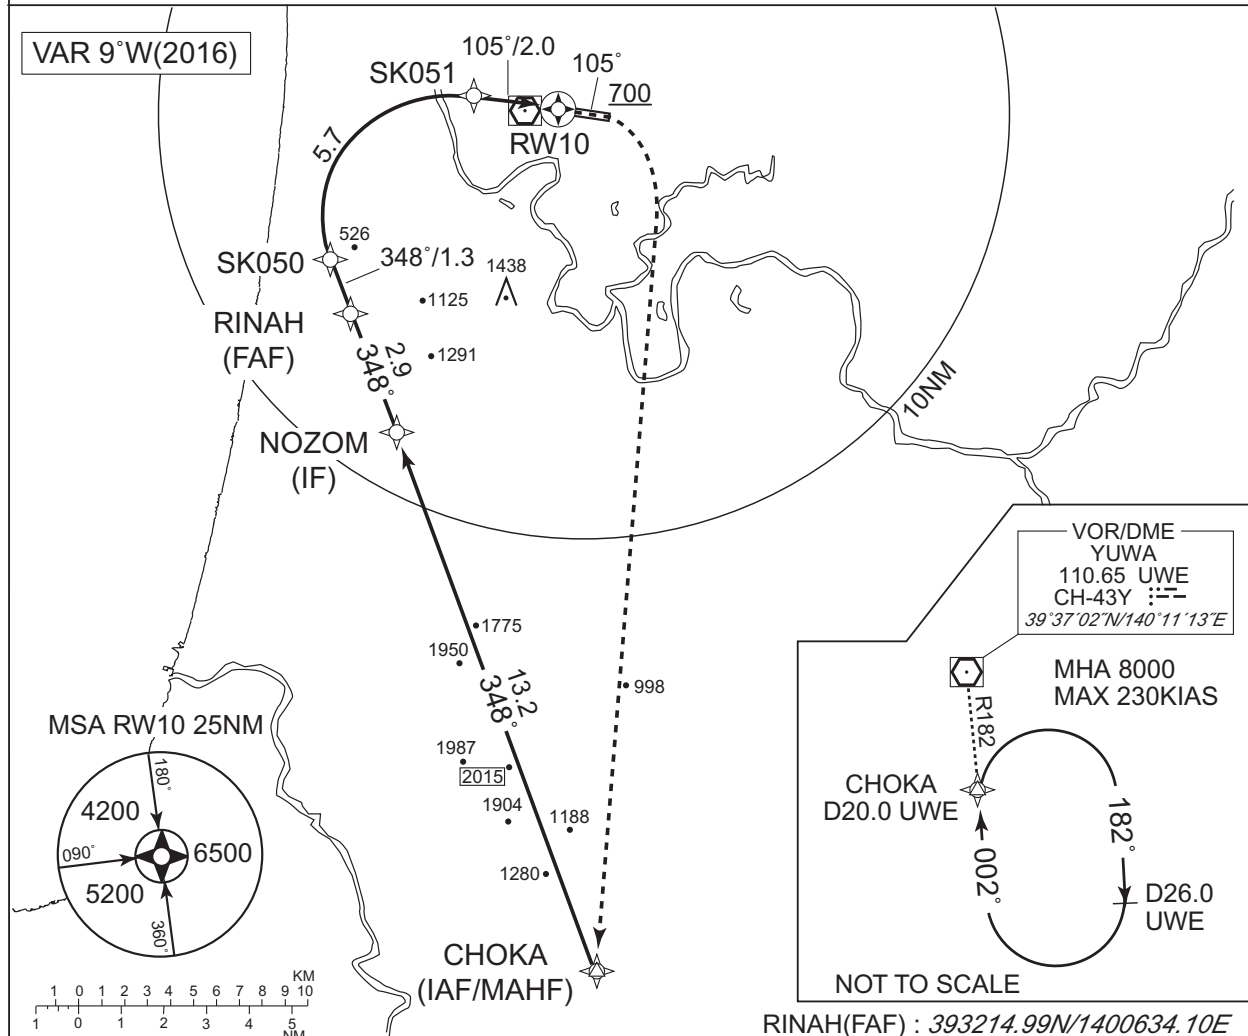 VAR 9°W(2016)
105°/2.0
105°
SK051
700
RW10
5.7
526
348°/1.3
SK050
1438
1125
RINAH
(FAF)
2.9
348°
1291
10NM
NOZOM
(IF)
VOR/DME
YUWA
110.65 UWE
CH-43Y
39°37´02˝N/140°11´13˝E
1775
1950
13.2
348°
998
R182
MHA 8000
MAX 230KIAS
MSA RW10 25NM
180°
4200
090°
6500
5200
360°
1987
2015
1904
1188
1280
CHOKA
D20.0 UWE
182°
002°
D26.0
UWE
CHOKA
(IAF/MAHF)
NOT TO SCALE
KM
1 0 1 2 3 4 5 6 7 8 9 10
1 0 1 2 3 4 5
NM
RINAH(FAF) : 393214.99N/1400634.10E